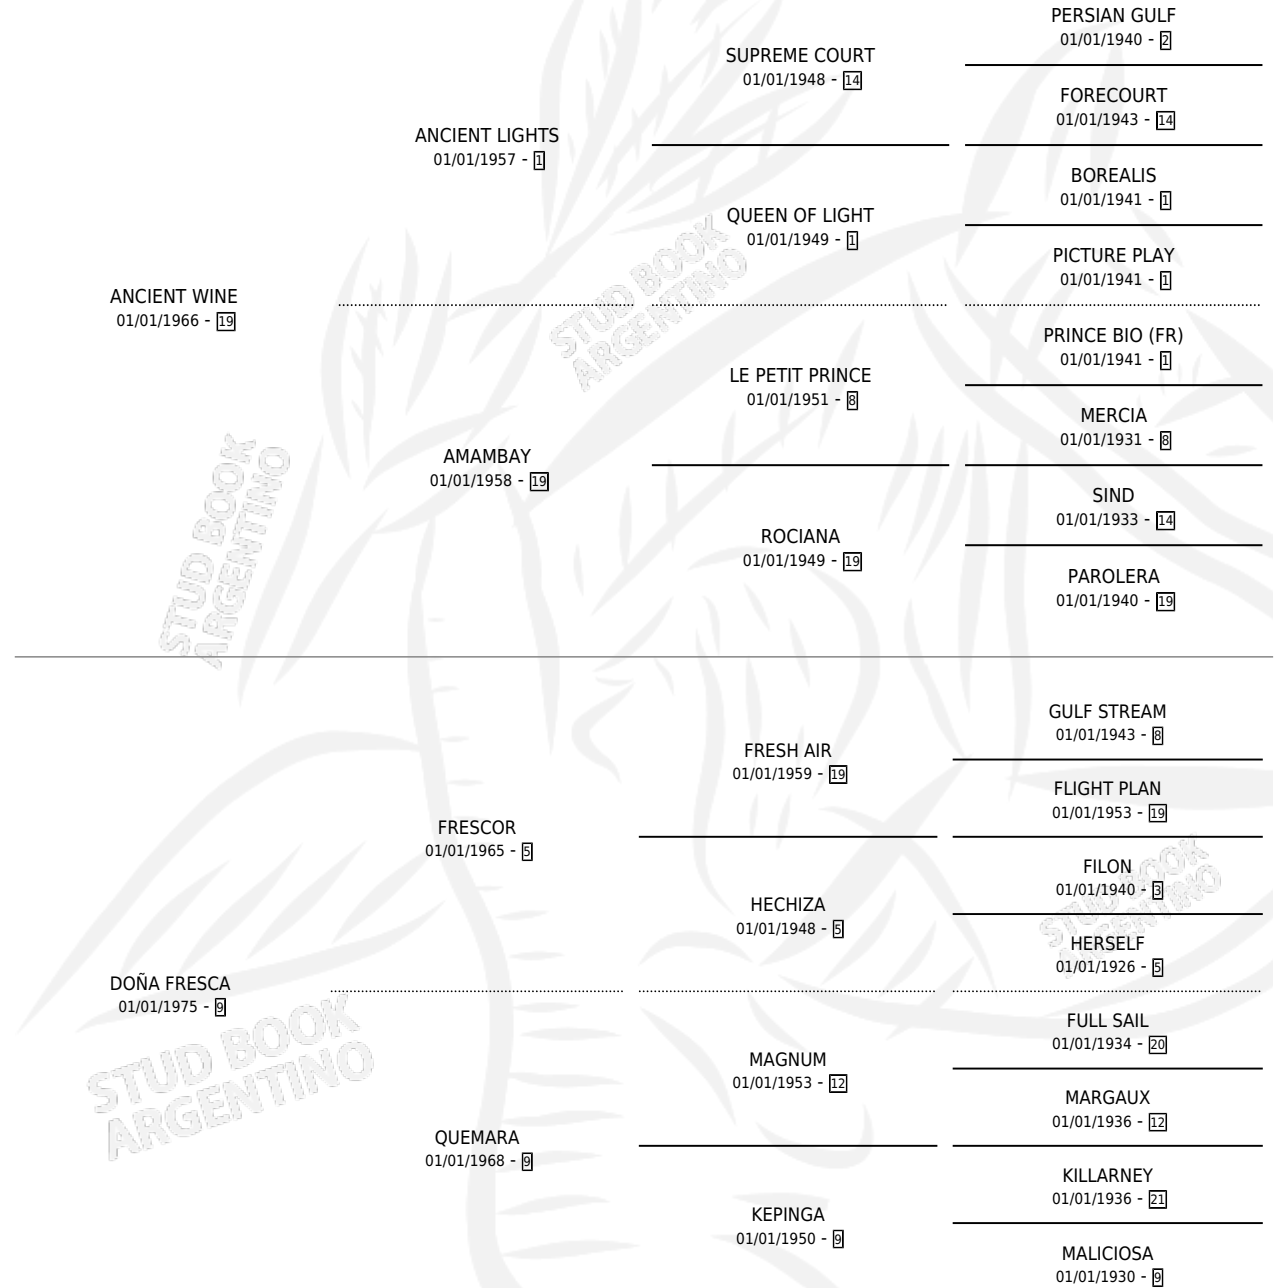 PERSIAN GULF
01/01/1940 - 2
SUPREME COURT
01/01/1948 - 14
FORECOURT
01/01/1943 - 14
ANCIENT LIGHTS
01/01/1957 - 1
BOREALIS
01/01/1941 - 1
QUEEN OF LIGHT
01/01/1949 - 1
PICTURE PLAY
01/01/1941 - 1
ANCIENT WINE
01/01/1966 - 19
STUD BOOK
ARGENTINO
PRINCE BIO (FR)
01/01/1941 - 1
LE PETIT PRINCE
01/01/1951 - 8
MERCIA
01/01/1931 - 8
AMAMBAY
01/01/1958 - 19
SIND
01/01/1933 - 14
ROCIANA
01/01/1949 - 19
PAROLERA
01/01/1940 - 19
STUD BOOK
ARGENTINO
GULF STREAM
01/01/1943 - 8
FRESH AIR
01/01/1959 - 19
FLIGHT PLAN
01/01/1953 - 19
FRESCOR
01/01/1965 - 5
FILON
01/01/1940 - 3
HECHIZA
01/01/1948 - 5
STUD BOOK
ARGENTINO
HERSELF
01/01/1926 - 5
DOÑA FRESCA
01/01/1975 - 9
STUD BOOK
ARGENTINO
FULL SAIL
01/01/1934 - 20
MAGNUM
01/01/1953 - 12
MARGAUX
01/01/1936 - 12
QUEMARA
01/01/1968 - 9
KILLARNEY
01/01/1936 - 21
KEPINGA
01/01/1950 - 9
MALICIOSA
01/01/1930 - 9